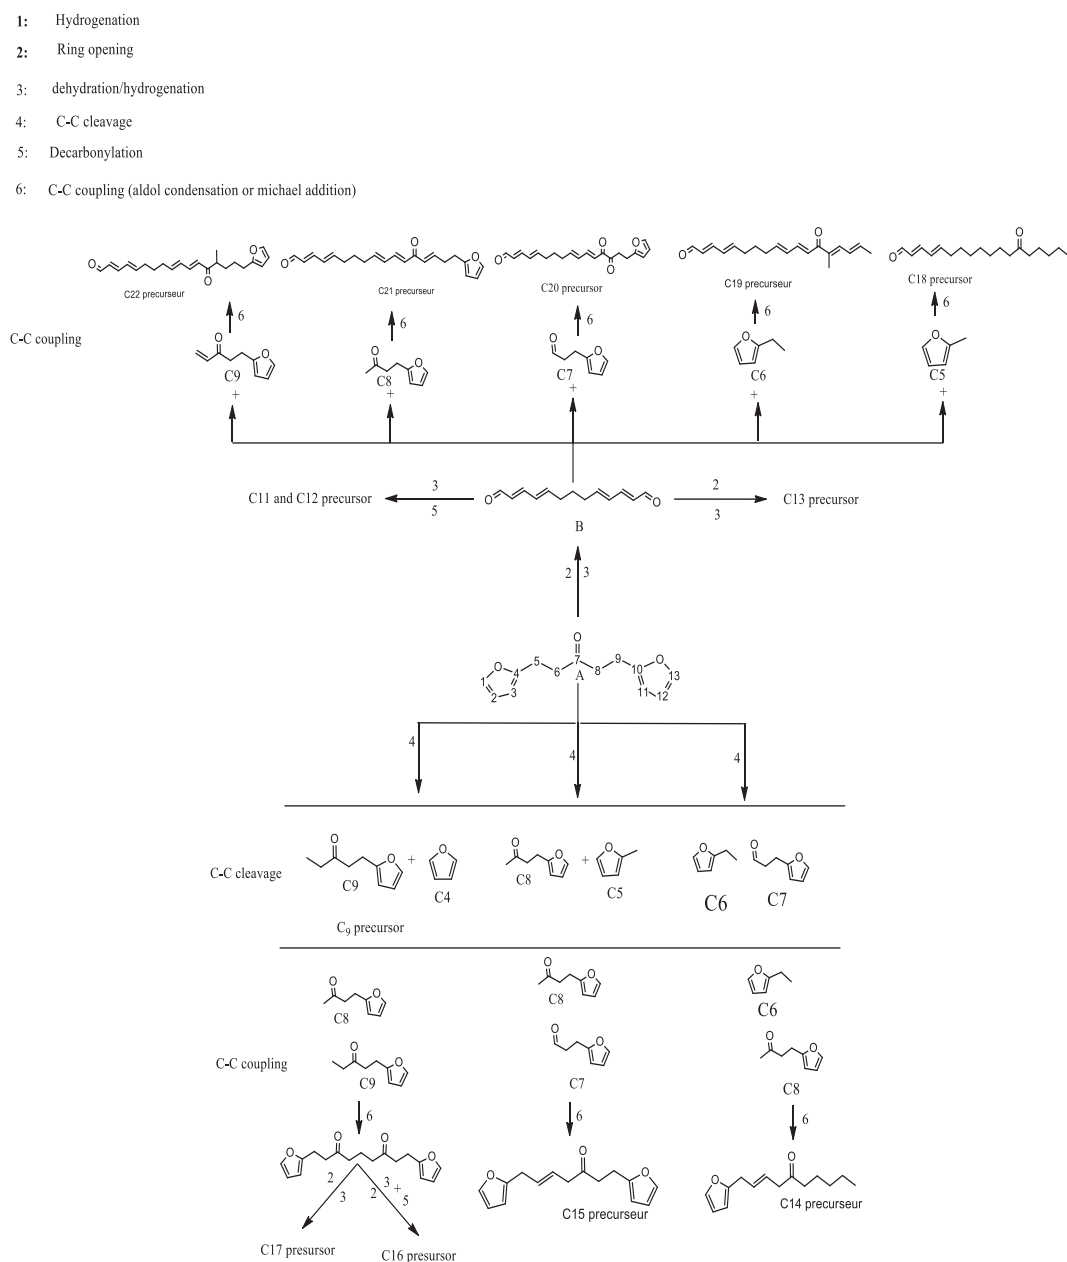 1: Hydrogenation
2: Ring opening
3: dehydration/hydrogenation
4: C-C cleavage
5: Decarbonylation
6: C-C coupling (aldol condensation or michael addition)
O O O
O O O
O O O O
O O
O O
C22 precurseur
C21 precurseur
C20 precursor
C19 precurseur
C18 precursor
6 6 6 6 6
C-C coupling
O O
O O
O O
O
O
C9 C8 C7 C6 C5
+ + + + +
C11 and C12 precursor
3
5
O O
B
2
3
C13 precursor
2 3
O
O O
1 2 3 4 5 6 7 8 9 10 11 12 13
A
4 4 4
C-C cleavage
O O
C9
+
O
C4
O O
C8
+
O
C5
O
C6
O O
C7
C9 precursor
C-C coupling
O O
C8
O O
C8
O
C6
O O
C9
O O
C7
O O
C8
6 6 6
O O O O
O O O
O O
2
3
2
3 +
5
C15 precurseur
C14 precurseur
C17 presursor
C16 presursor